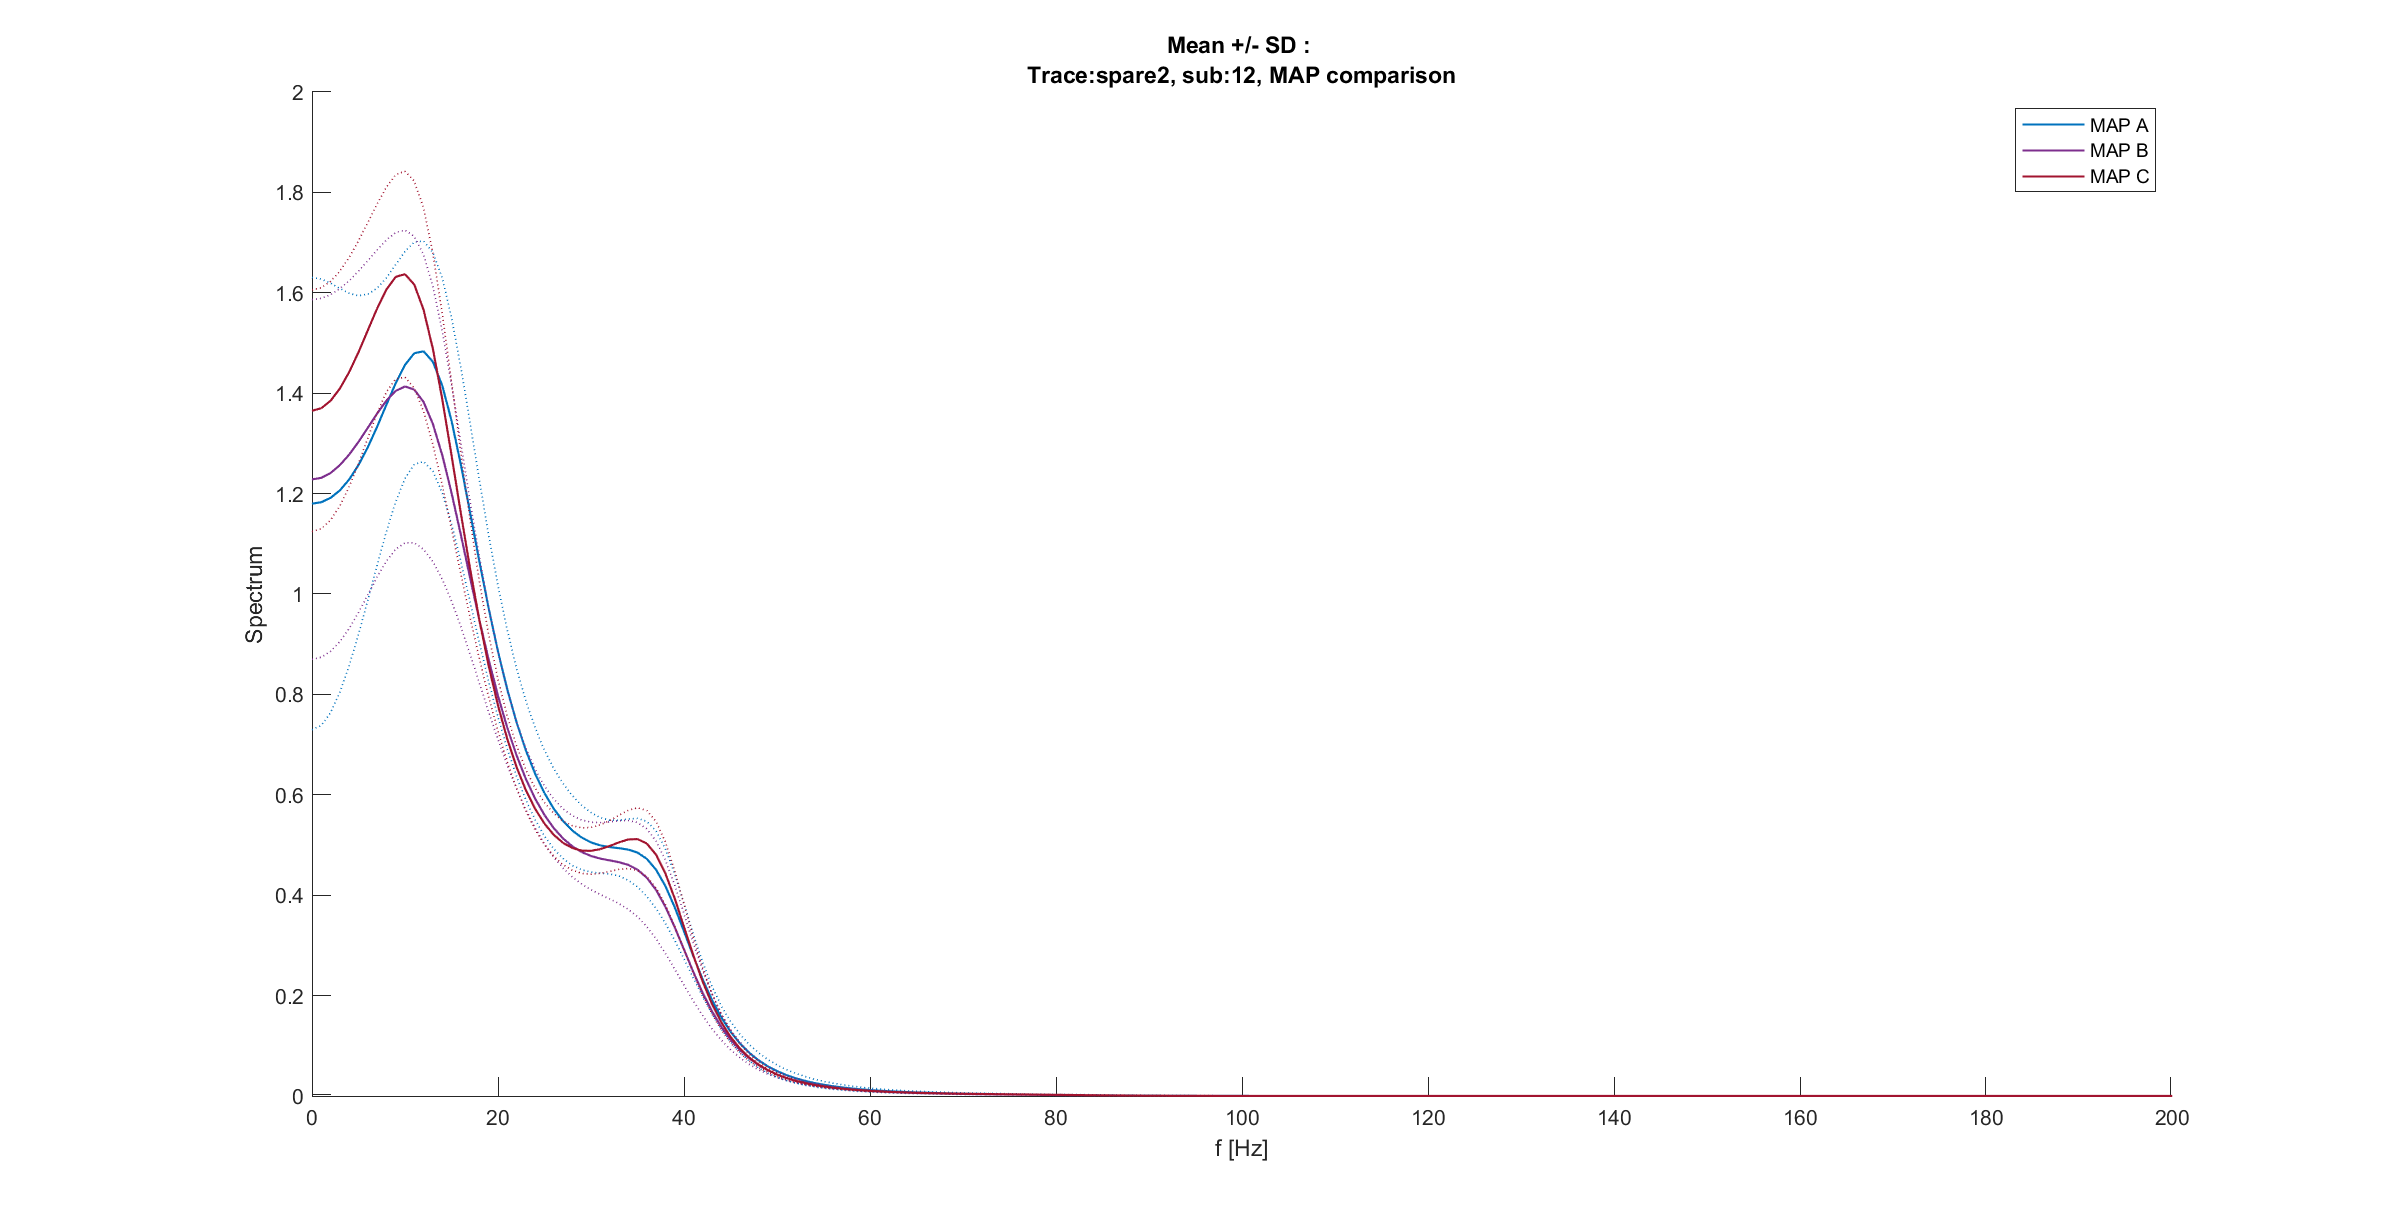 Mean +/- SD :
Trace:spare2, sub:12, MAP comparison
MAP A
MAP B
MAP C
2
1.8
1.6
1.4
1.2
1
0.8
0.6
0.4
0.2
0
Spectrum
0 20 40 60 80 100 120 140 160 180 200
f [Hz]